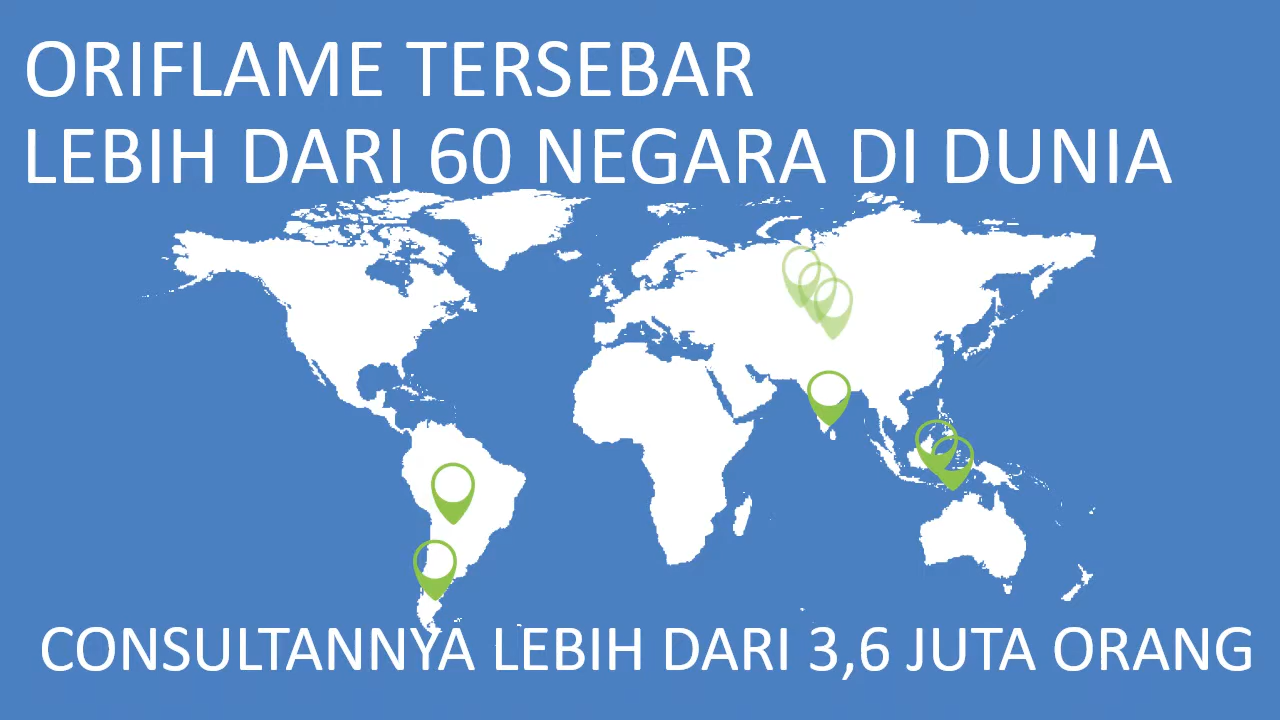 ORIFLAME TERSEBAR
LEBIH DARI 60 NEGARA DI DUNIA
CONSULTANNYA LEBIH DARI 3,6 JUTA ORANG